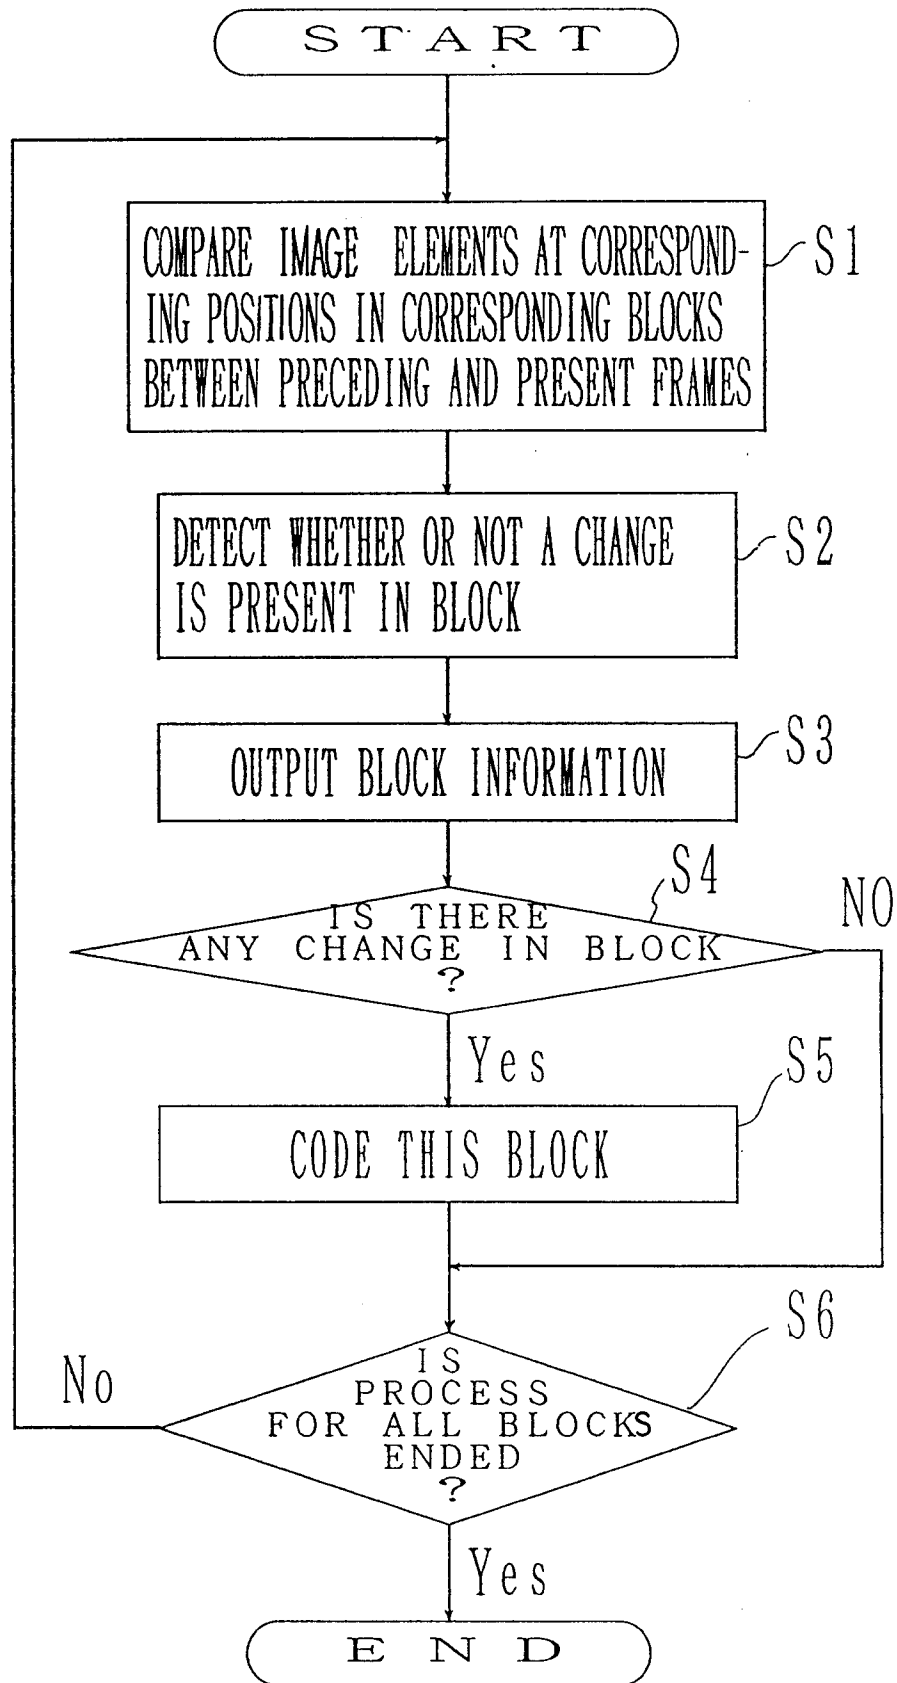 START
COMPARE IMAGE ELEMENTS AT CORRESPOND-
ING POSITIONS IN CORRESPONDING BLOCKS
BETWEEN PRECEDING AND PRESENT FRAMES
S1
DETECT WHETHER OR NOT A CHANGE
IS PRESENT IN BLOCK
S2
OUTPUT BLOCK INFORMATION
S3
IS THERE
ANY CHANGE IN BLOCK
?
S4
NO
Yes
CODE THIS BLOCK
S5
IS
PROCESS
FOR ALL BLOCKS
ENDED
?
S6
No
Yes
END